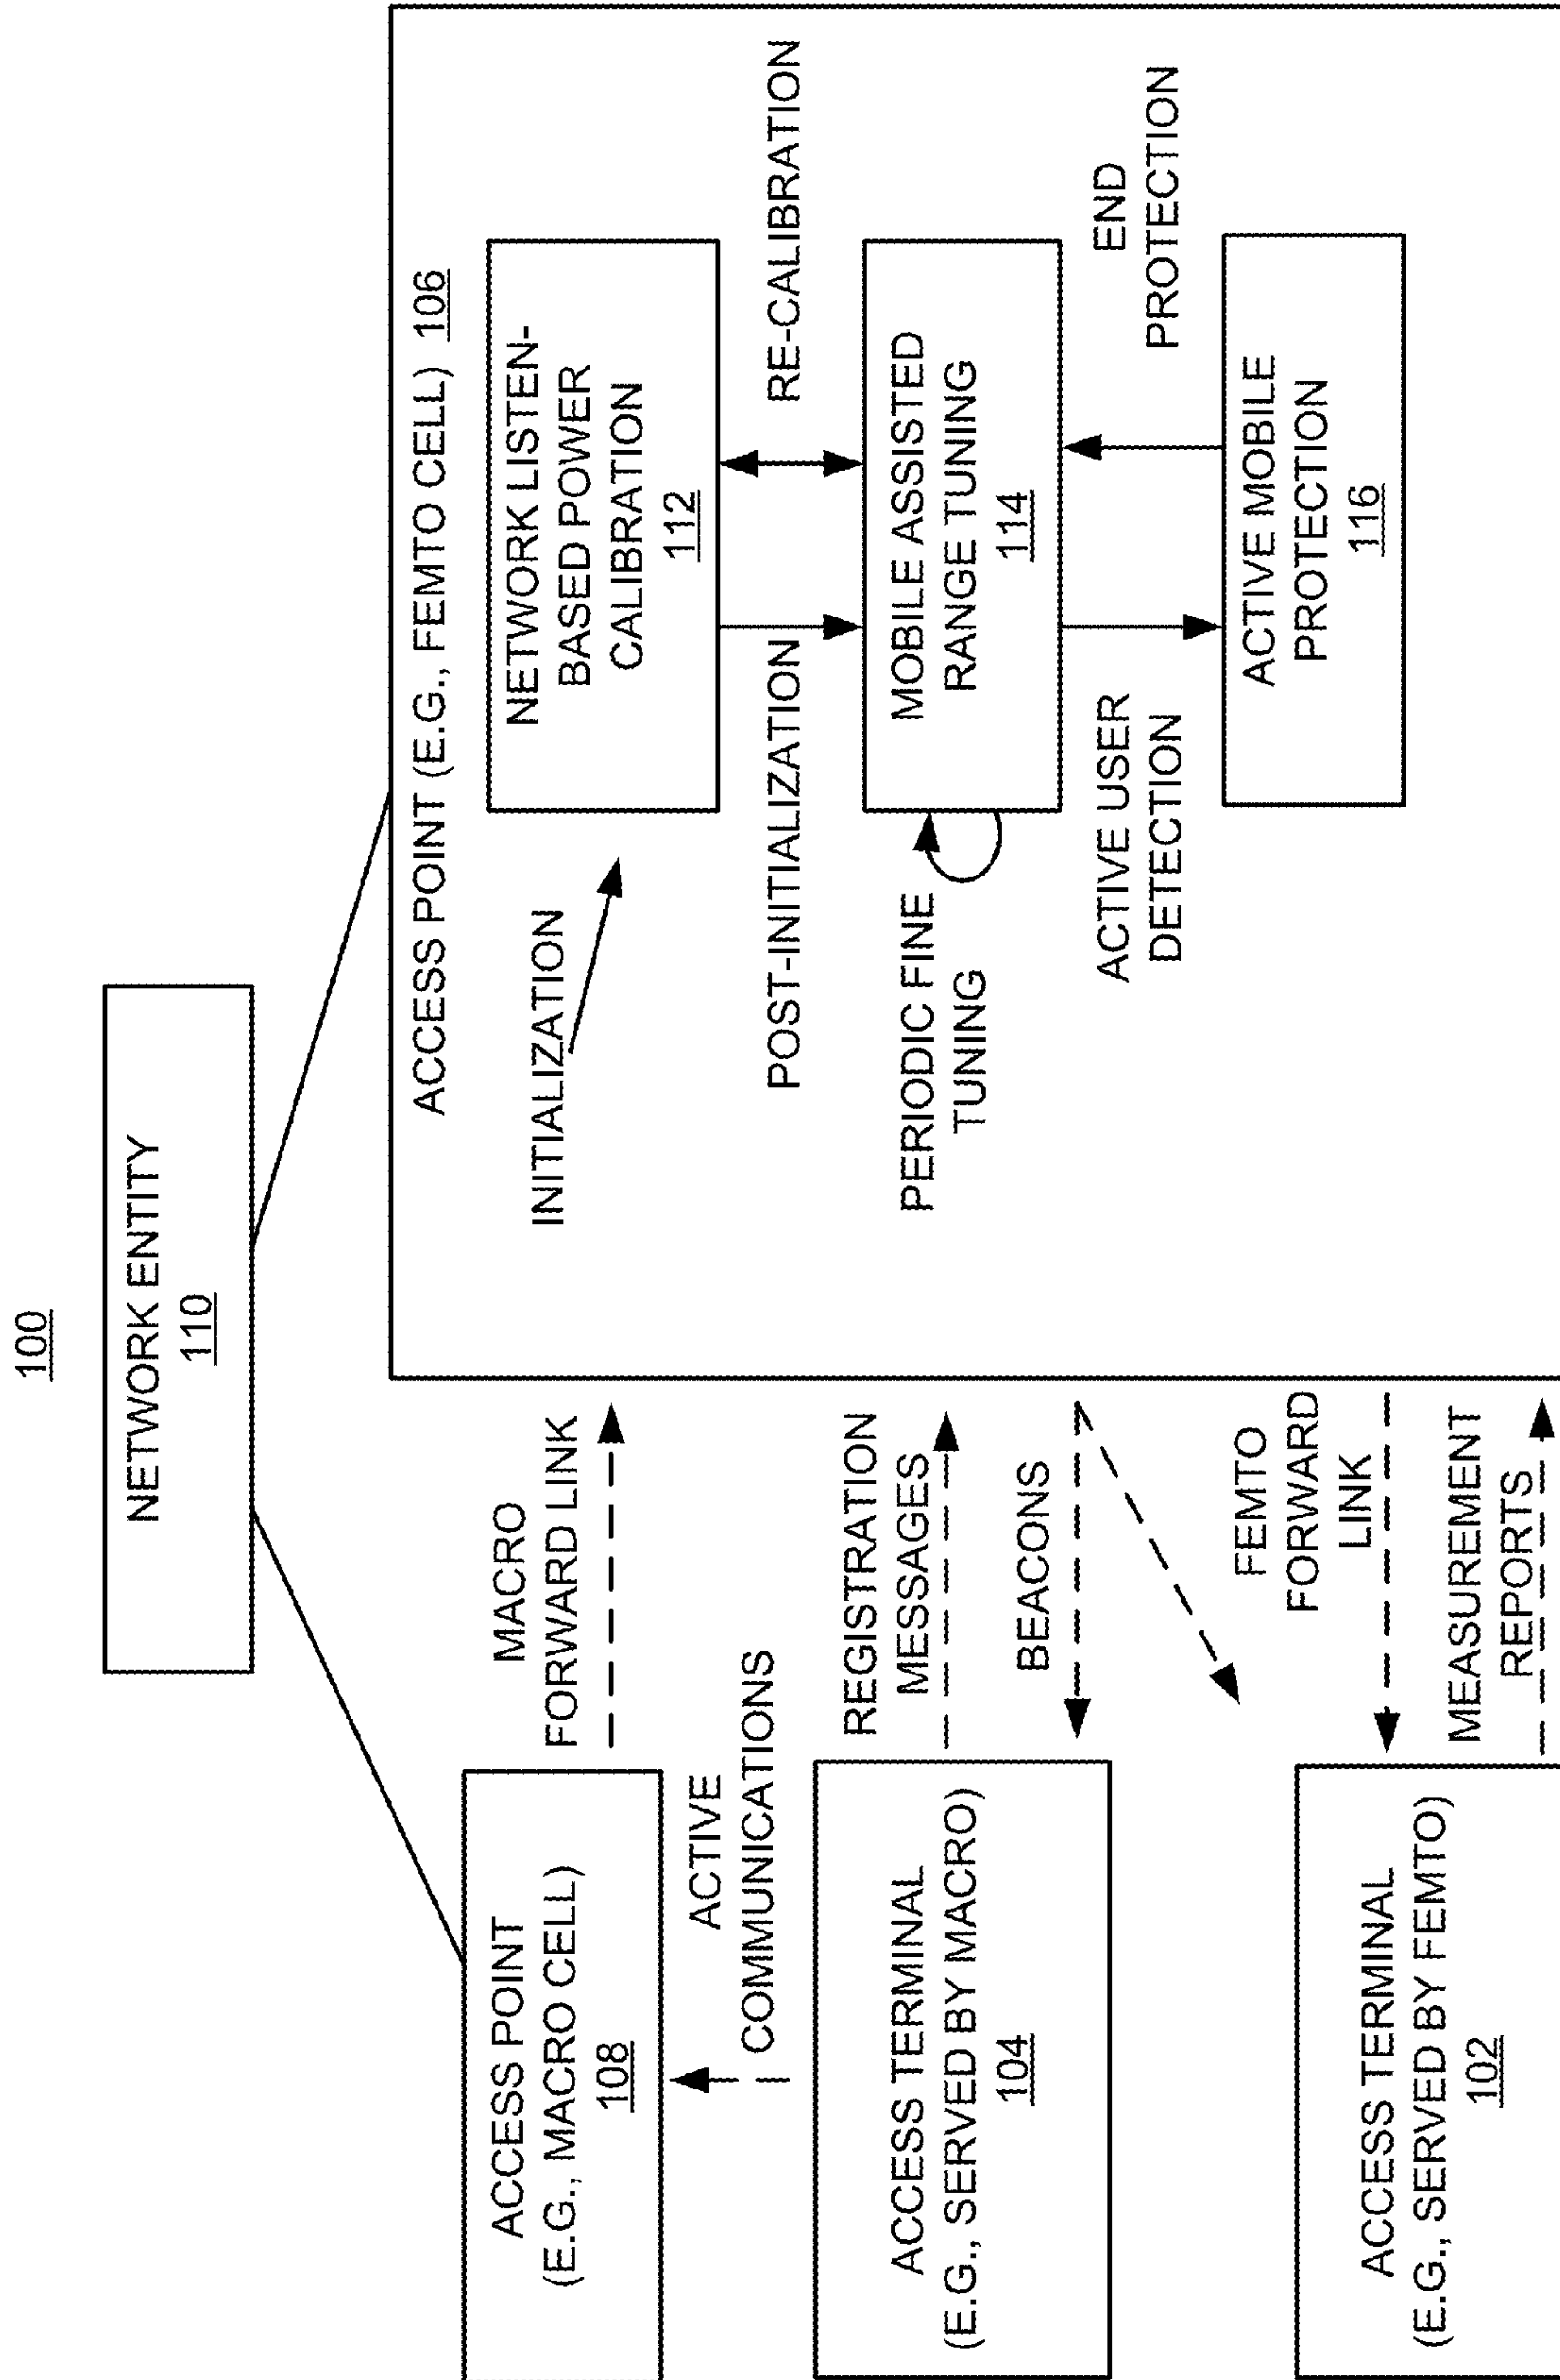 100
NETWORK ENTITY
110
ACCESS POINT
(E.G., MACRO CELL)
108
MACRO
FORWARD LINK
ACTIVE
COMMUNICATIONS
ACCESS TERMINAL
(E.G., SERVED BY MACRO)
104
REGISTRATION
MESSAGES
BEACONS
ACCESS TERMINAL
(E.G., SERVED BY FEMTO)
102
FEMTO
FORWARD
LINK
MEASUREMENT
REPORTS
ACCESS POINT (E.G., FEMTO CELL) 106
INITIALIZATION
NETWORK LISTEN-
BASED POWER
CALIBRATION
112
POST-INITIALIZATION
RE-CALIBRATION
PERIODIC FINE
TUNING
MOBILE ASSISTED
RANGE TUNING
114
ACTIVE USER
DETECTION
END
PROTECTION
ACTIVE MOBILE
PROTECTION
116